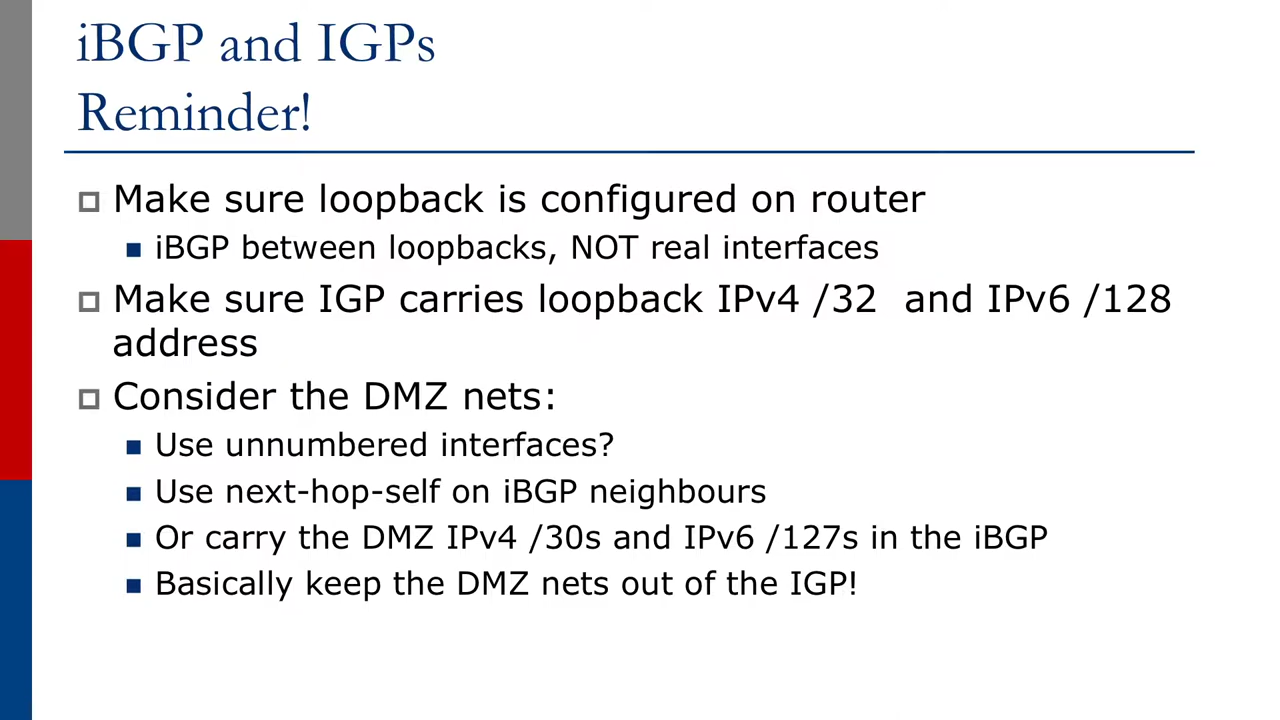 iBGP and IGPs
Reminder!
Make sure loopback is configured on router
iBGP between loopbacks, NOT real interfaces
Make sure IGP carries loopback IPv4 /32 and IPv6 /128
address
Consider the DMZ nets:
Use unnumbered interfaces?
Use next-hop-self on iBGP neighbours
Or carry the DMZ IPv4 /30s and IPv6 /127s in the iBGP
Basically keep the DMZ nets out of the IGP!